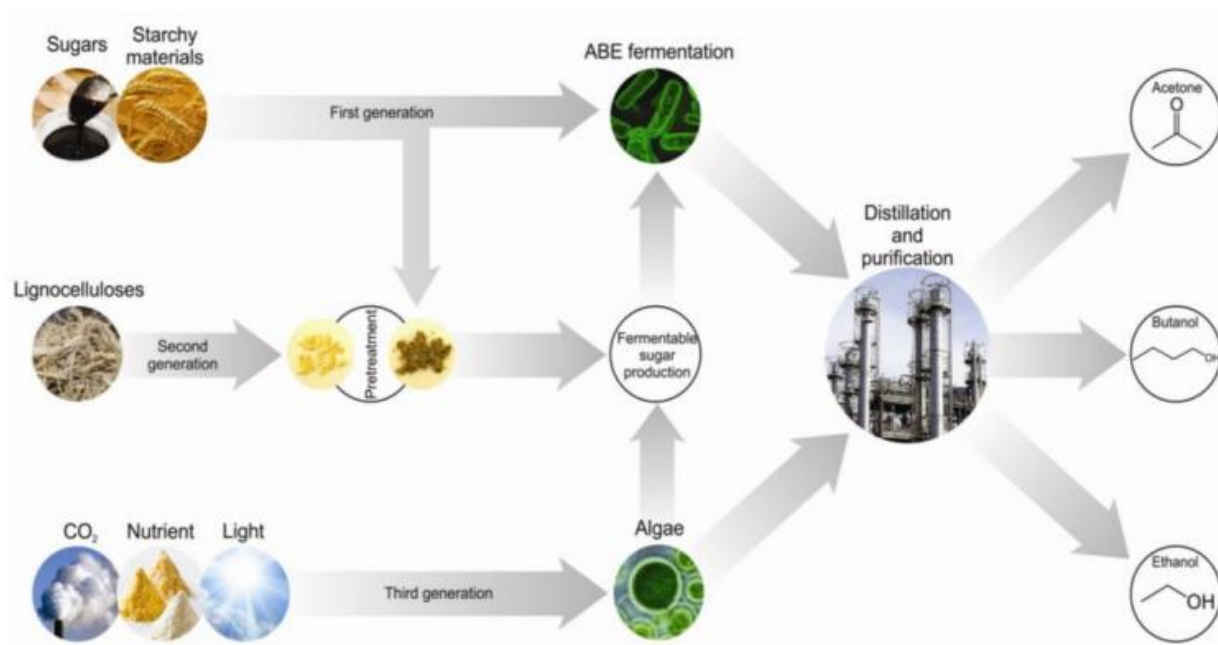 Sugars
Starchy
materials
First generation
ABE fermentation
Acetone
O
Distillation
and
purification
Lignocelluloses
Second
generation
Pretreatment
Fermentable
sugar
production
Butanol
OH
CO₂
Nutrient
Light
Third generation
Algae
Ethanol
OH